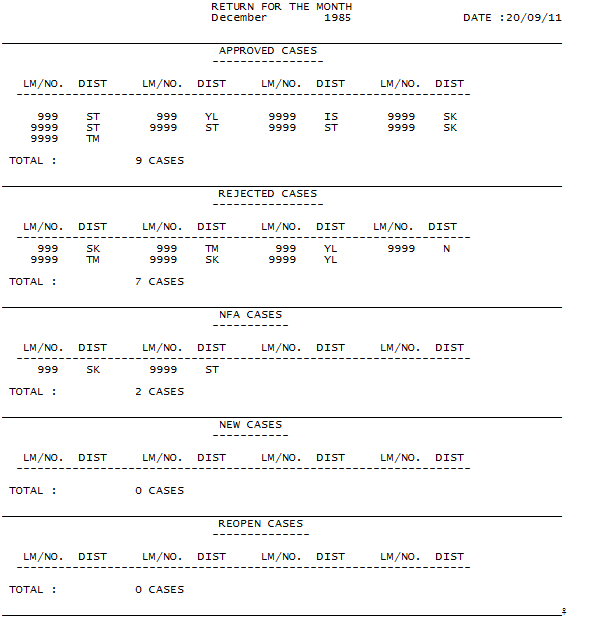 RETURN FOR THE MONTH
December 1985 DATE :20/09/11
APPROVED CASES
----------------
LM/NO. DIST LM/NO. DIST LM/NO. DIST LM/NO. DIST
-----------------------------------------------------------------
999 ST 999 YL 9999 IS 9999 SK
9999 ST 9999 ST 9999 ST 9999 SK
9999 TM
TOTAL : 9 CASES
REJECTED CASES
----------------
LM/NO. DIST LM/NO. DIST LM/NO. DIST LM/NO. DIST
-----------------------------------------------------------------
999 SK 999 TM 999 YL 9999 N
9999 TM 9999 SK 9999 YL
TOTAL : 7 CASES
NFA CASES
-----------
LM/NO. DIST LM/NO. DIST LM/NO. DIST LM/NO. DIST
-----------------------------------------------------------------
999 SK 9999 ST
TOTAL : 2 CASES
NEW CASES
-----------
LM/NO. DIST LM/NO. DIST LM/NO. DIST LM/NO. DIST
-----------------------------------------------------------------
TOTAL : 0 CASES
REOPEN CASES
--------------
LM/NO. DIST LM/NO. DIST LM/NO. DIST LM/NO. DIST
-----------------------------------------------------------------
TOTAL : 0 CASES